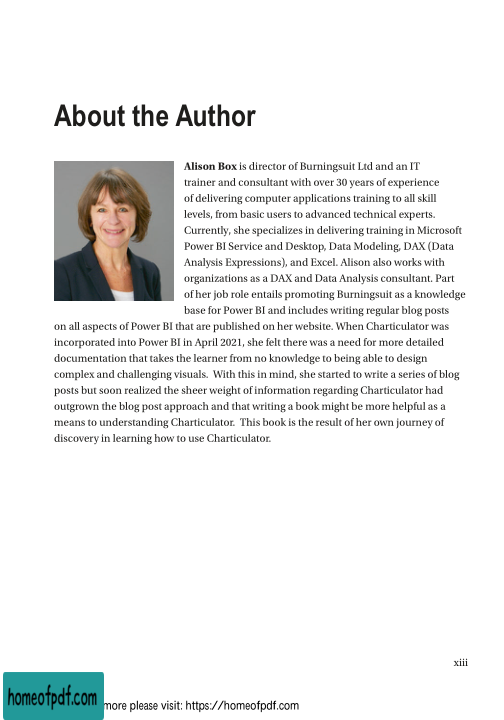 About the Author
Alison Box is director of Burningsuit Ltd and an IT
trainer and consultant with over 30 years of experience
of delivering computer applications training to all skill
levels, from basic users to advanced technical experts.
Currently, she specializes in delivering training in Microsoft
Power BI Service and Desktop, Data Modeling, DAX (Data
Analysis Expressions), and Excel. Alison also works with
organizations as a DAX and Data Analysis consultant. Part
of her job role entails promoting Burningsuit as a knowledge
base for Power BI and includes writing regular blog posts
on all aspects of Power BI that are published on her website. When Charticulator was
incorporated into Power BI in April 2021, she felt there was a need for more detailed
documentation that takes the learner from no knowledge to being able to design
complex and challenging visuals.  With this in mind, she started to write a series of blog
posts but soon realized the sheer weight of information regarding Charticulator had
outgrown the blog post approach and that writing a book might be more helpful as a
means to understanding Charticulator.  This book is the result of her own journey of
discovery in learning how to use Charticulator.
xiii
homeofpdf.com
more please visit: https://homeofpdf.com